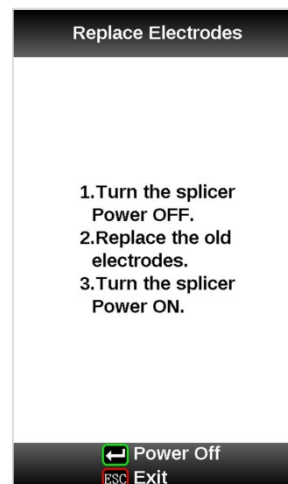 Replace Electrodes
1.Turn the splicer
Power OFF.
2.Replace the old
electrodes.
3.Turn the splicer
Power ON.
Power Off
ESC Exit